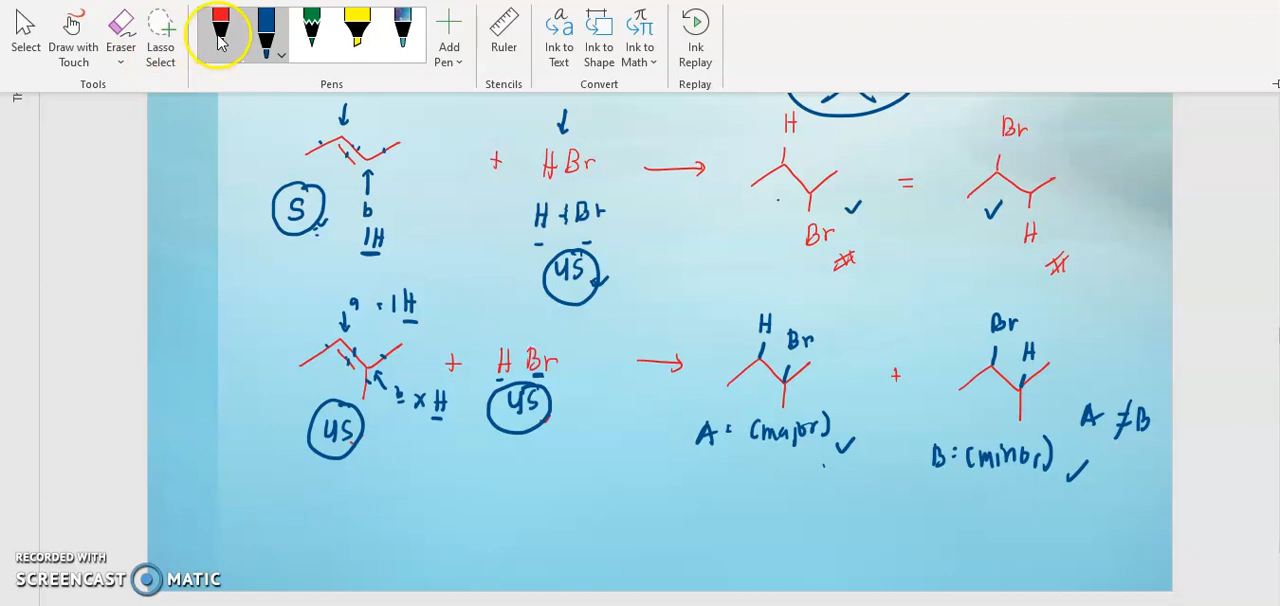 Select
Draw with Touch
Eraser
Lasso Select
Add Pen
Ruler
Ink to Text
Ink to Shape
Ink to Math
Ink Replay
Tools
Pens
Stencils
Convert
Replay
+ HBr
H
Br
=
Br
H
S
b
1H
H + Br
US
a = 1H
b x H
US
+ H Br
US
H
Br
A = (major)
+
Br
H
B = (minor)
A ≠ B
RECORDED WITH
SCREENCAST MATIC